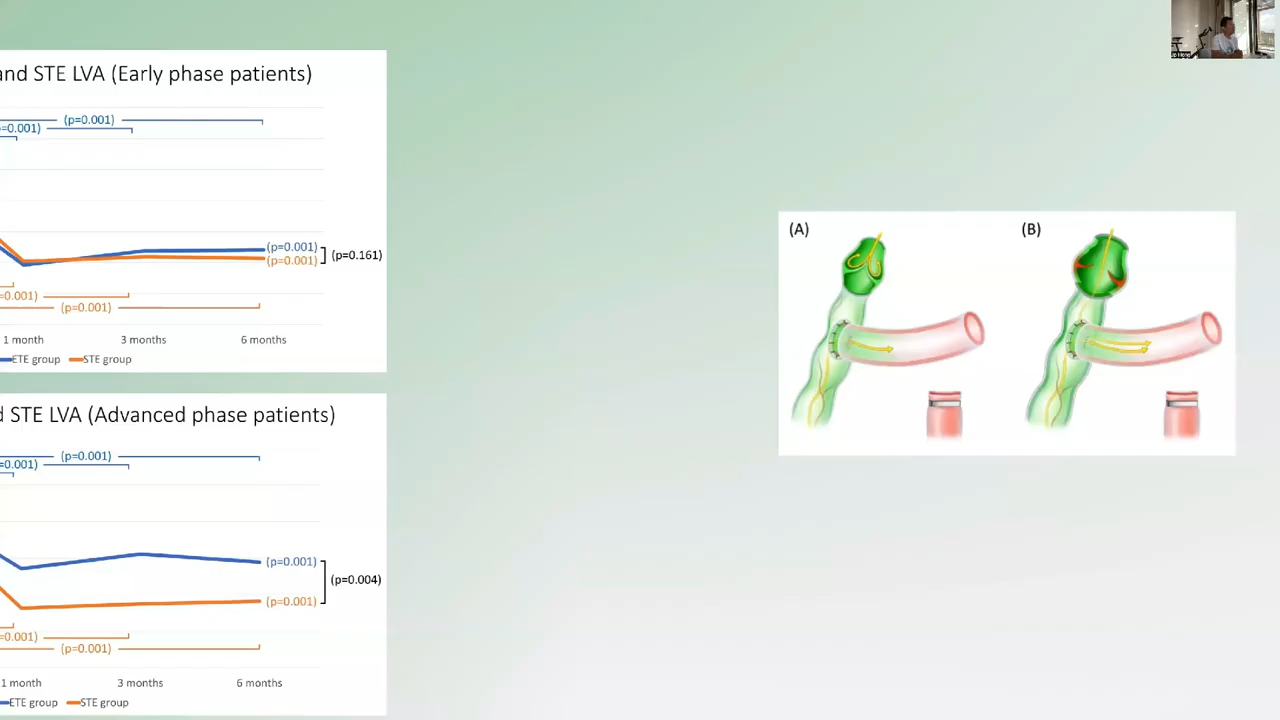 and STE LVA (Early phase patients)
(p=0.001)
=0.001)
(p=0.001)
(p=0.161)
(p=0.001)
=0.001)
(p=0.001)
1 month 3 months 6 months
ETE group STE group
STE LVA (Advanced phase patients)
(p=0.001)
=0.001)
(p=0.001)
(p=0.004)
(p=0.001)
=0.001)
(p=0.001)
1 month 3 months 6 months
ETE group STE group
(A) (B)